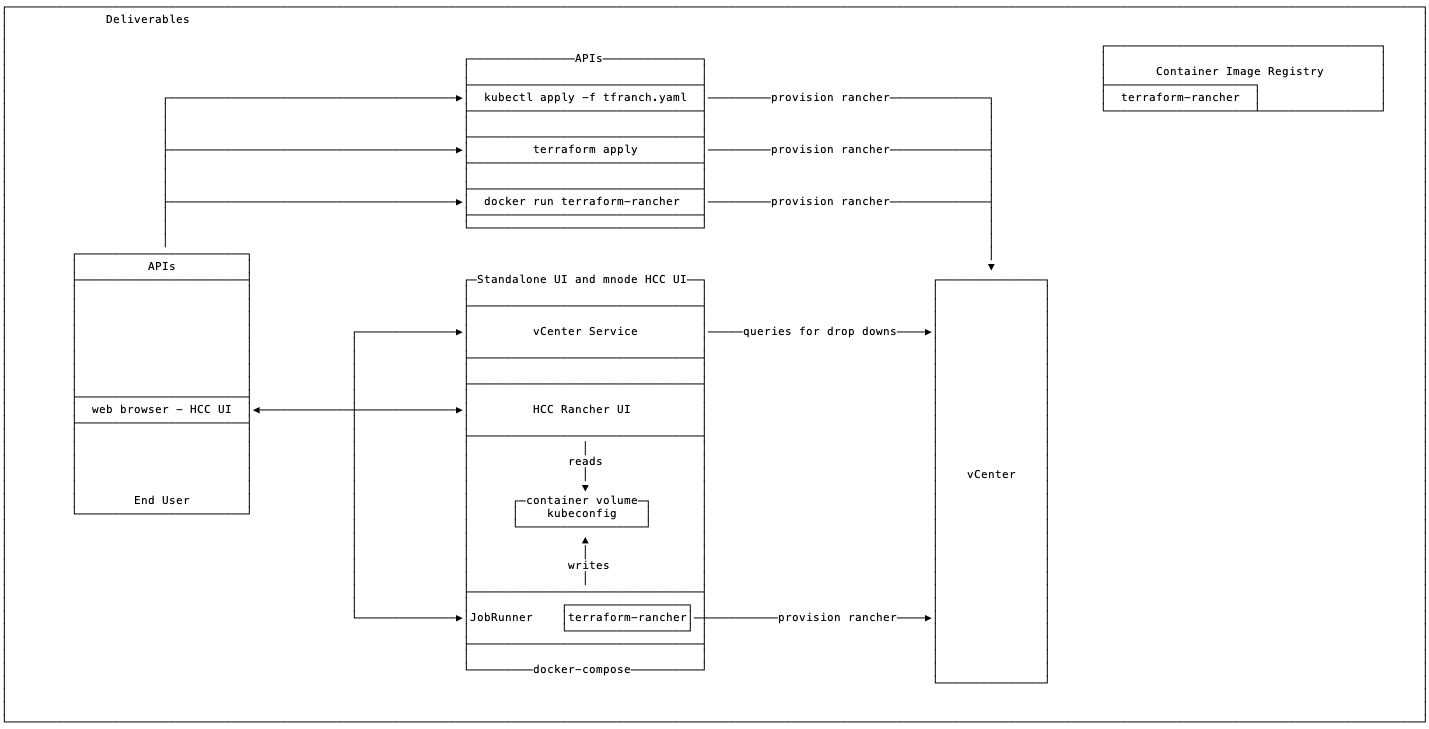 Deliverables
APIs
Container Image Registry
kubectl apply -f tfranch.yaml
provision rancher
terraform-rancher
terraform apply
provision rancher
docker run terraform-rancher
provision rancher
APIs
Standalone UI and mnode HCC UI
vCenter Service
queries for drop downs
web browser - HCC UI
HCC Rancher UI
reads
vCenter
End User
container volume
kubeconfig
writes
JobRunner
terraform-rancher
provision rancher
docker-compose